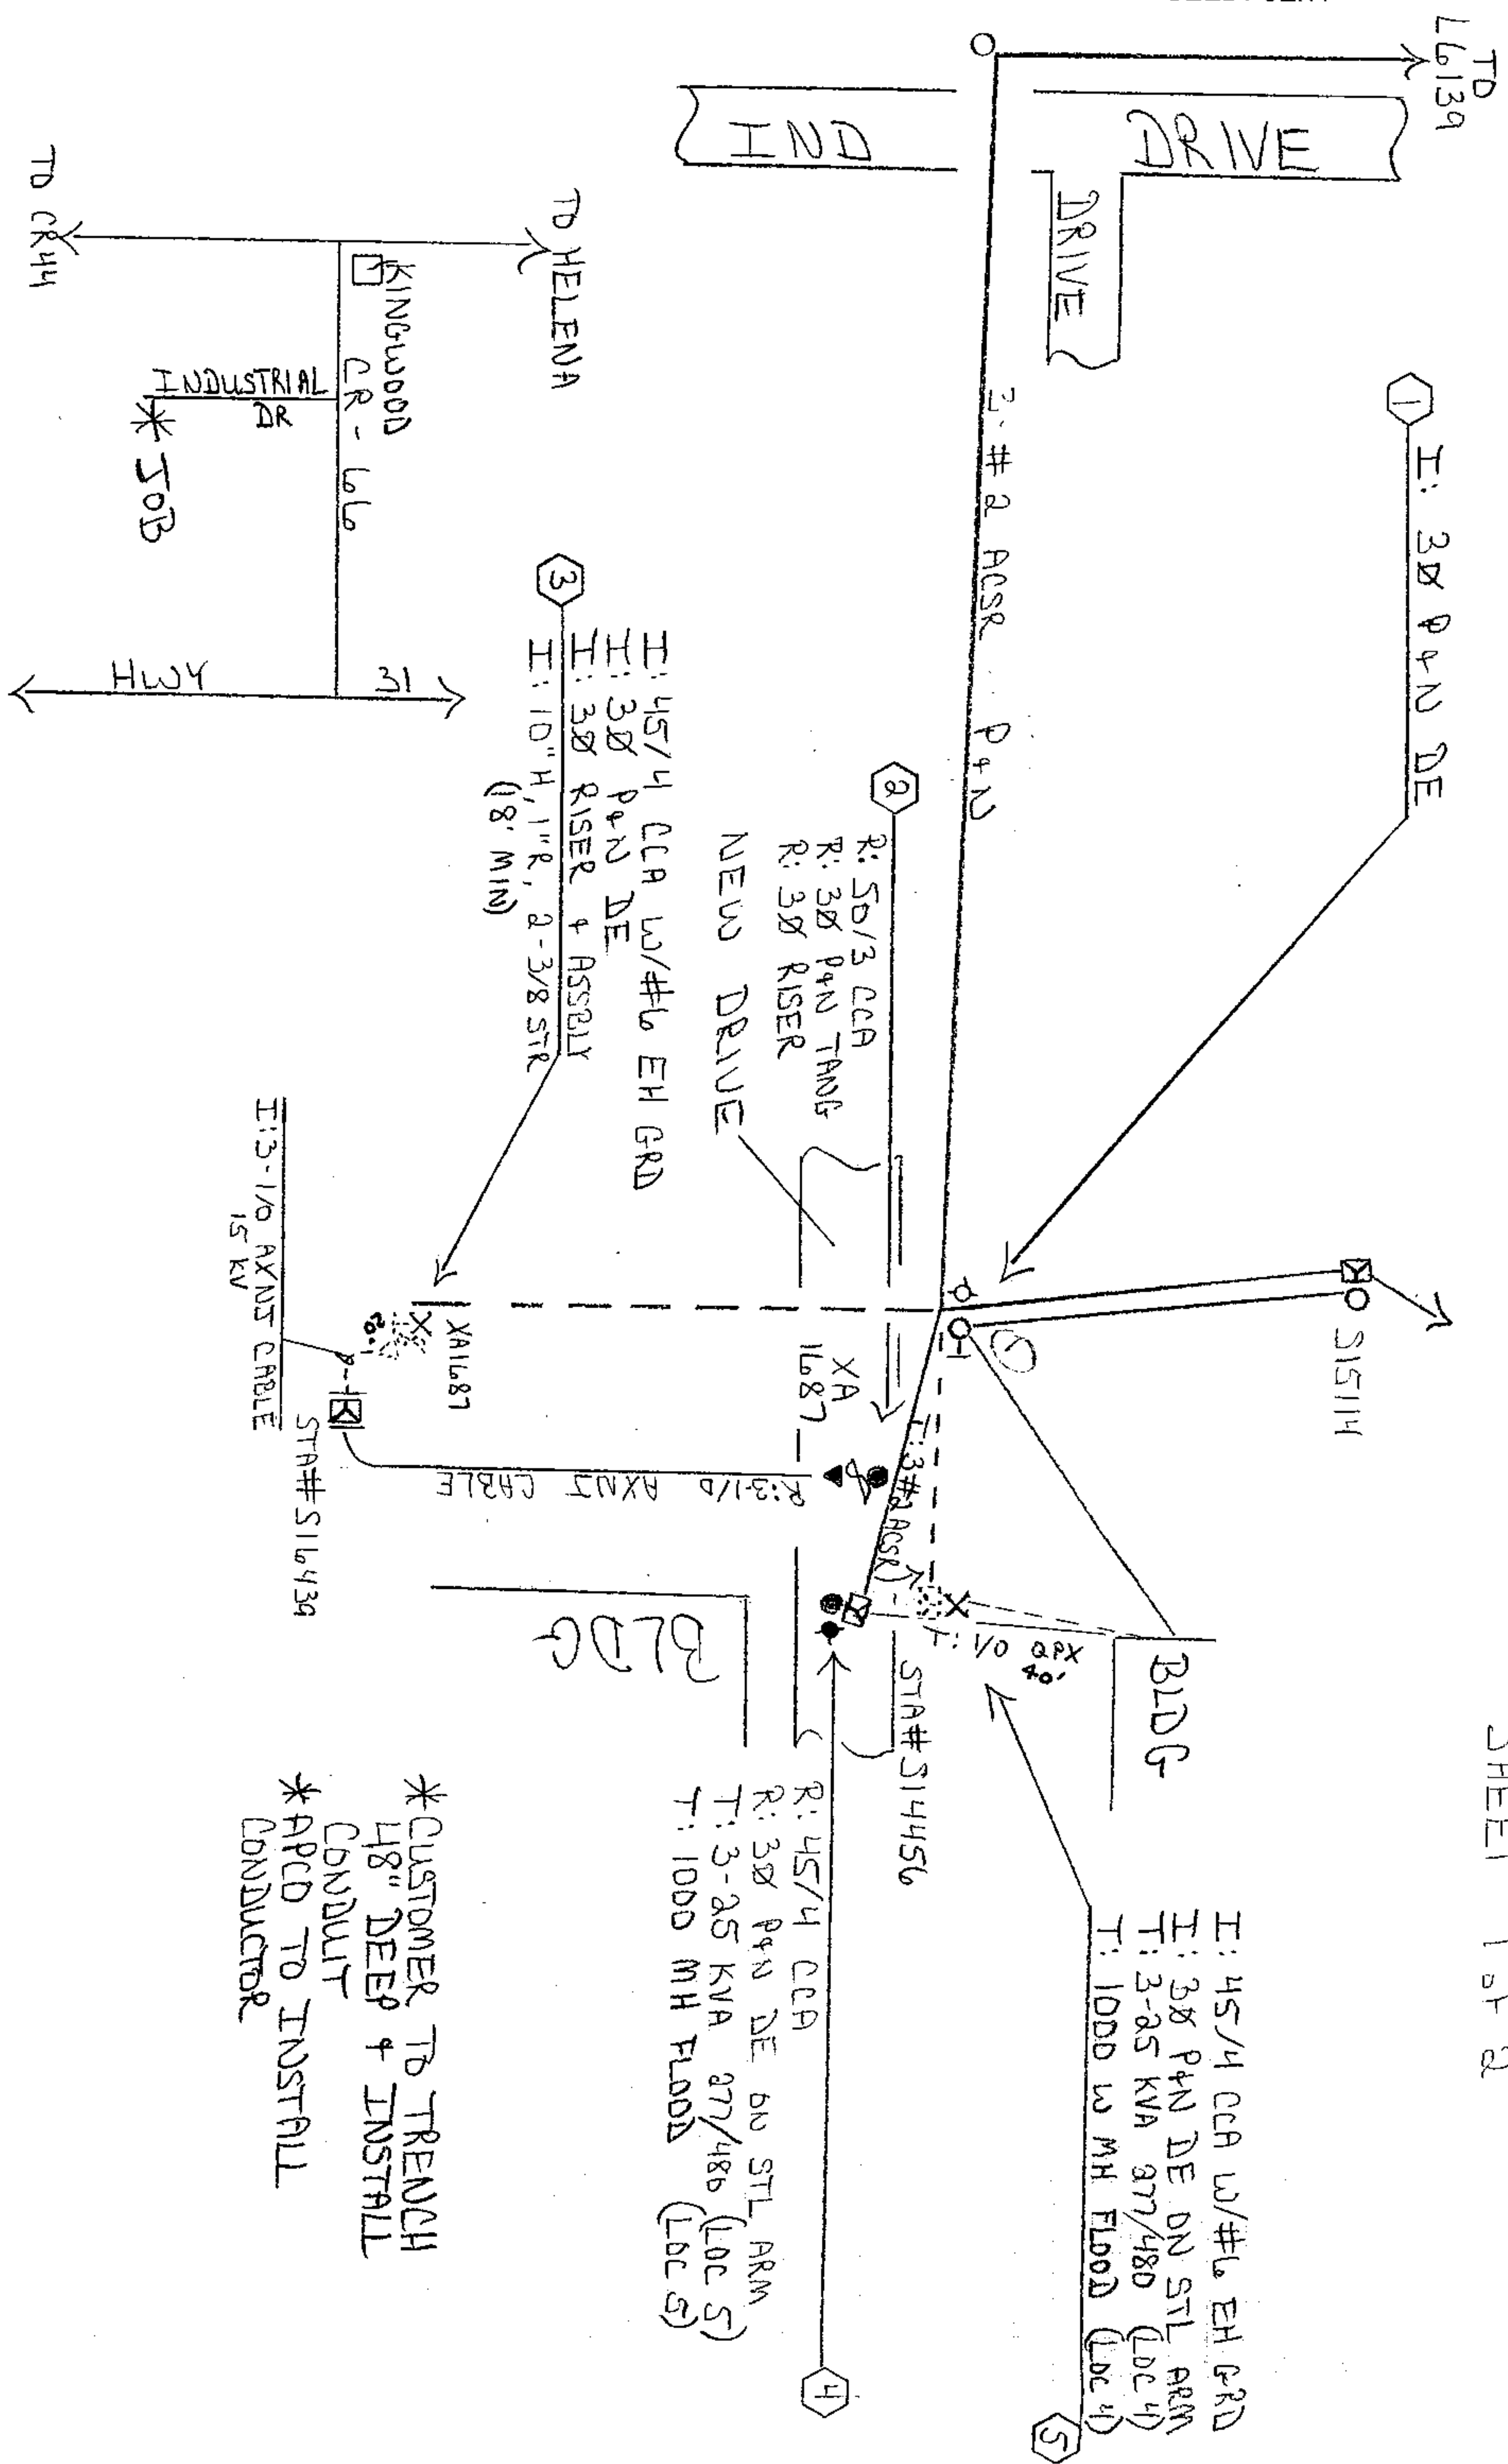 SHEET 1 of 2
TO
L6139
IND DRIVE
DRIVE
1
I: 3Ø P+N DE
3-#2 ACSR P+N
S15114
BLDG
I: 45/4 CCA W/#6 EH GRD
I: 3Ø P+N DE ON STL ARM
T: 3-25 KVA 277/480 (LOC 4)
T: 1000 W MH FLOOD (LOC 4)
5
T: 1/0 QPX
40'
T: 3#2 ACSR
STA#S14456
2
R: 50/3 CCA
R: 3Ø P+N TANG
R: 3Ø RISER
NEW DRIVE
XA
1687
R: 45/4 CCA
R: 3Ø P+N DE ON STL ARM
T: 3-25 KVA 277/480 (LOC 5)
T: 1000 MH FLOOD (LOC 5)
4
BLDG
3
I: 45/4 CCA W/#6 EH GRD
I: 3Ø P+N DE
I: 3Ø RISER + ASSBLY
I: 10"H, 1"R, 2-3/8 STR
(18' MIN)
XA1687
20'
R:3-1/0 AXNJ CABLE
STA#S16439
I:3-1/0 AXNJ CABLE
15 KV
TO HELENA
KINGWOOD
CR-66
INDUSTRIAL
DR
*JOB
HWY 31
TO CR44
*CUSTOMER TO TRENCH
48" DEEP + INSTALL
CONDUIT
*APCO TO INSTALL
CONDUCTOR